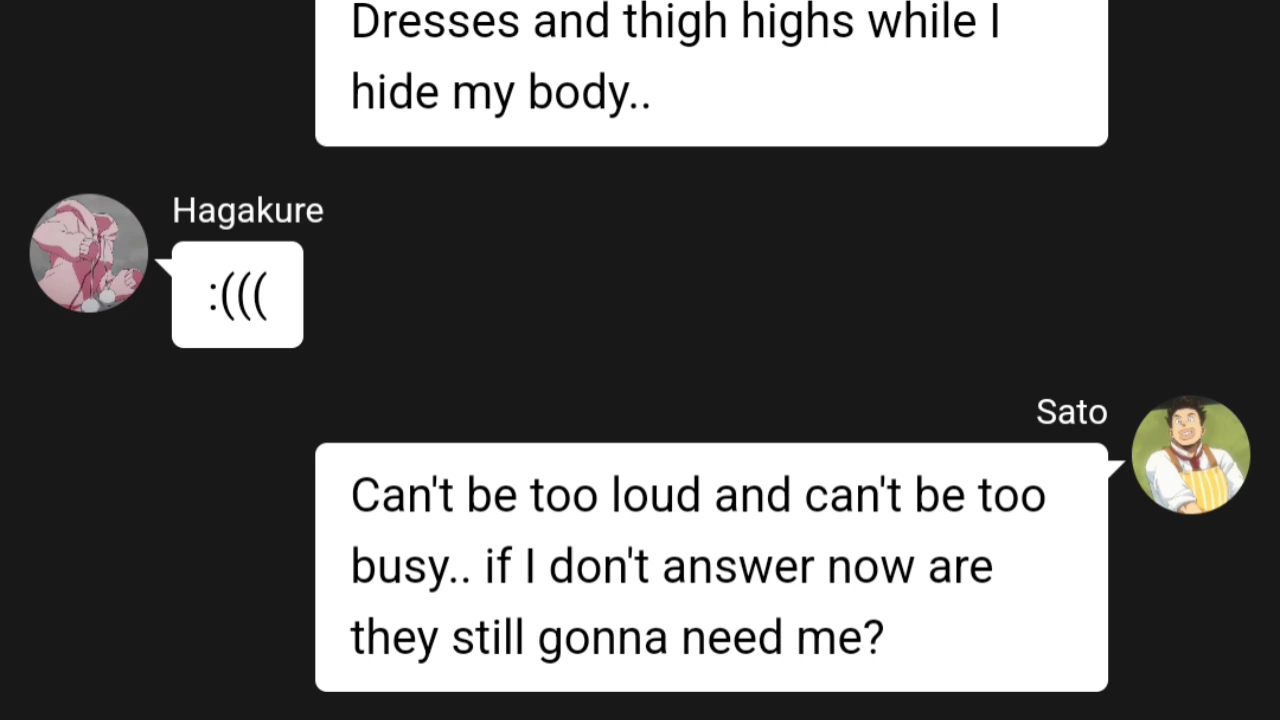 Dresses and thigh highs while I
hide my body..
Hagakure
:(((
Sato
Can't be too loud and can't be too
busy.. if I don't answer now are
they still gonna need me?